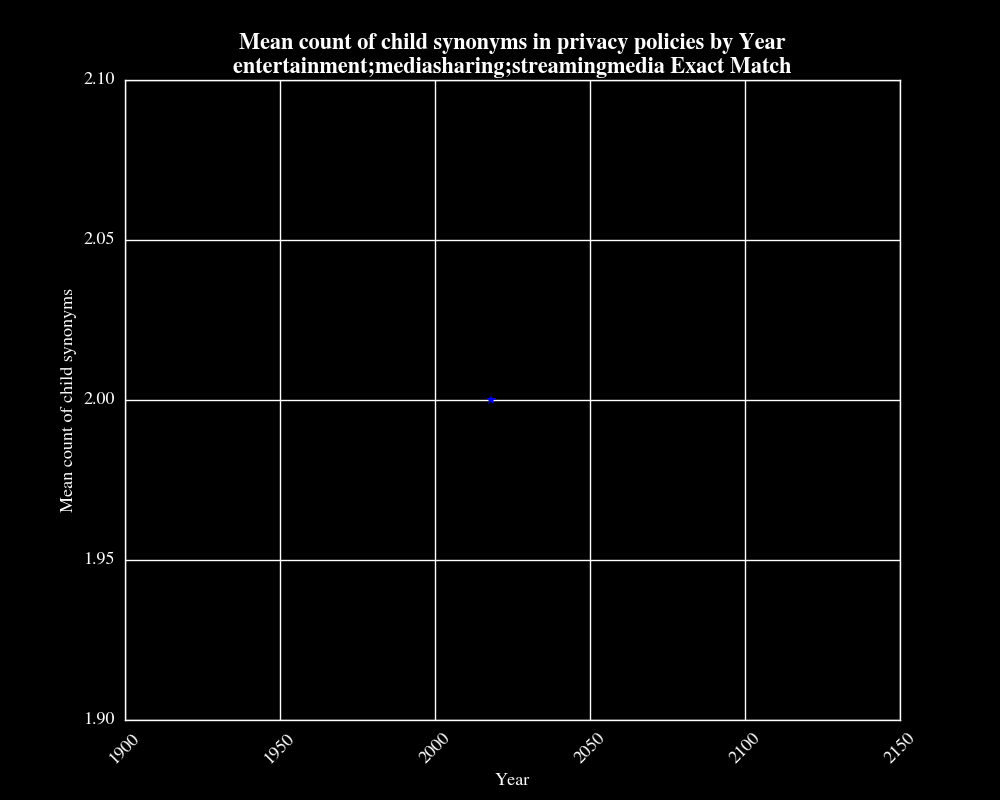 Mean count of child synonyms in privacy policies by Year
entertainment;mediasharing;streamingmedia Exact Match
2.10
2.05
2.00
1.95
1.90
Mean count of child synonyms
1900
1950
2000
2050
2100
2150
Year